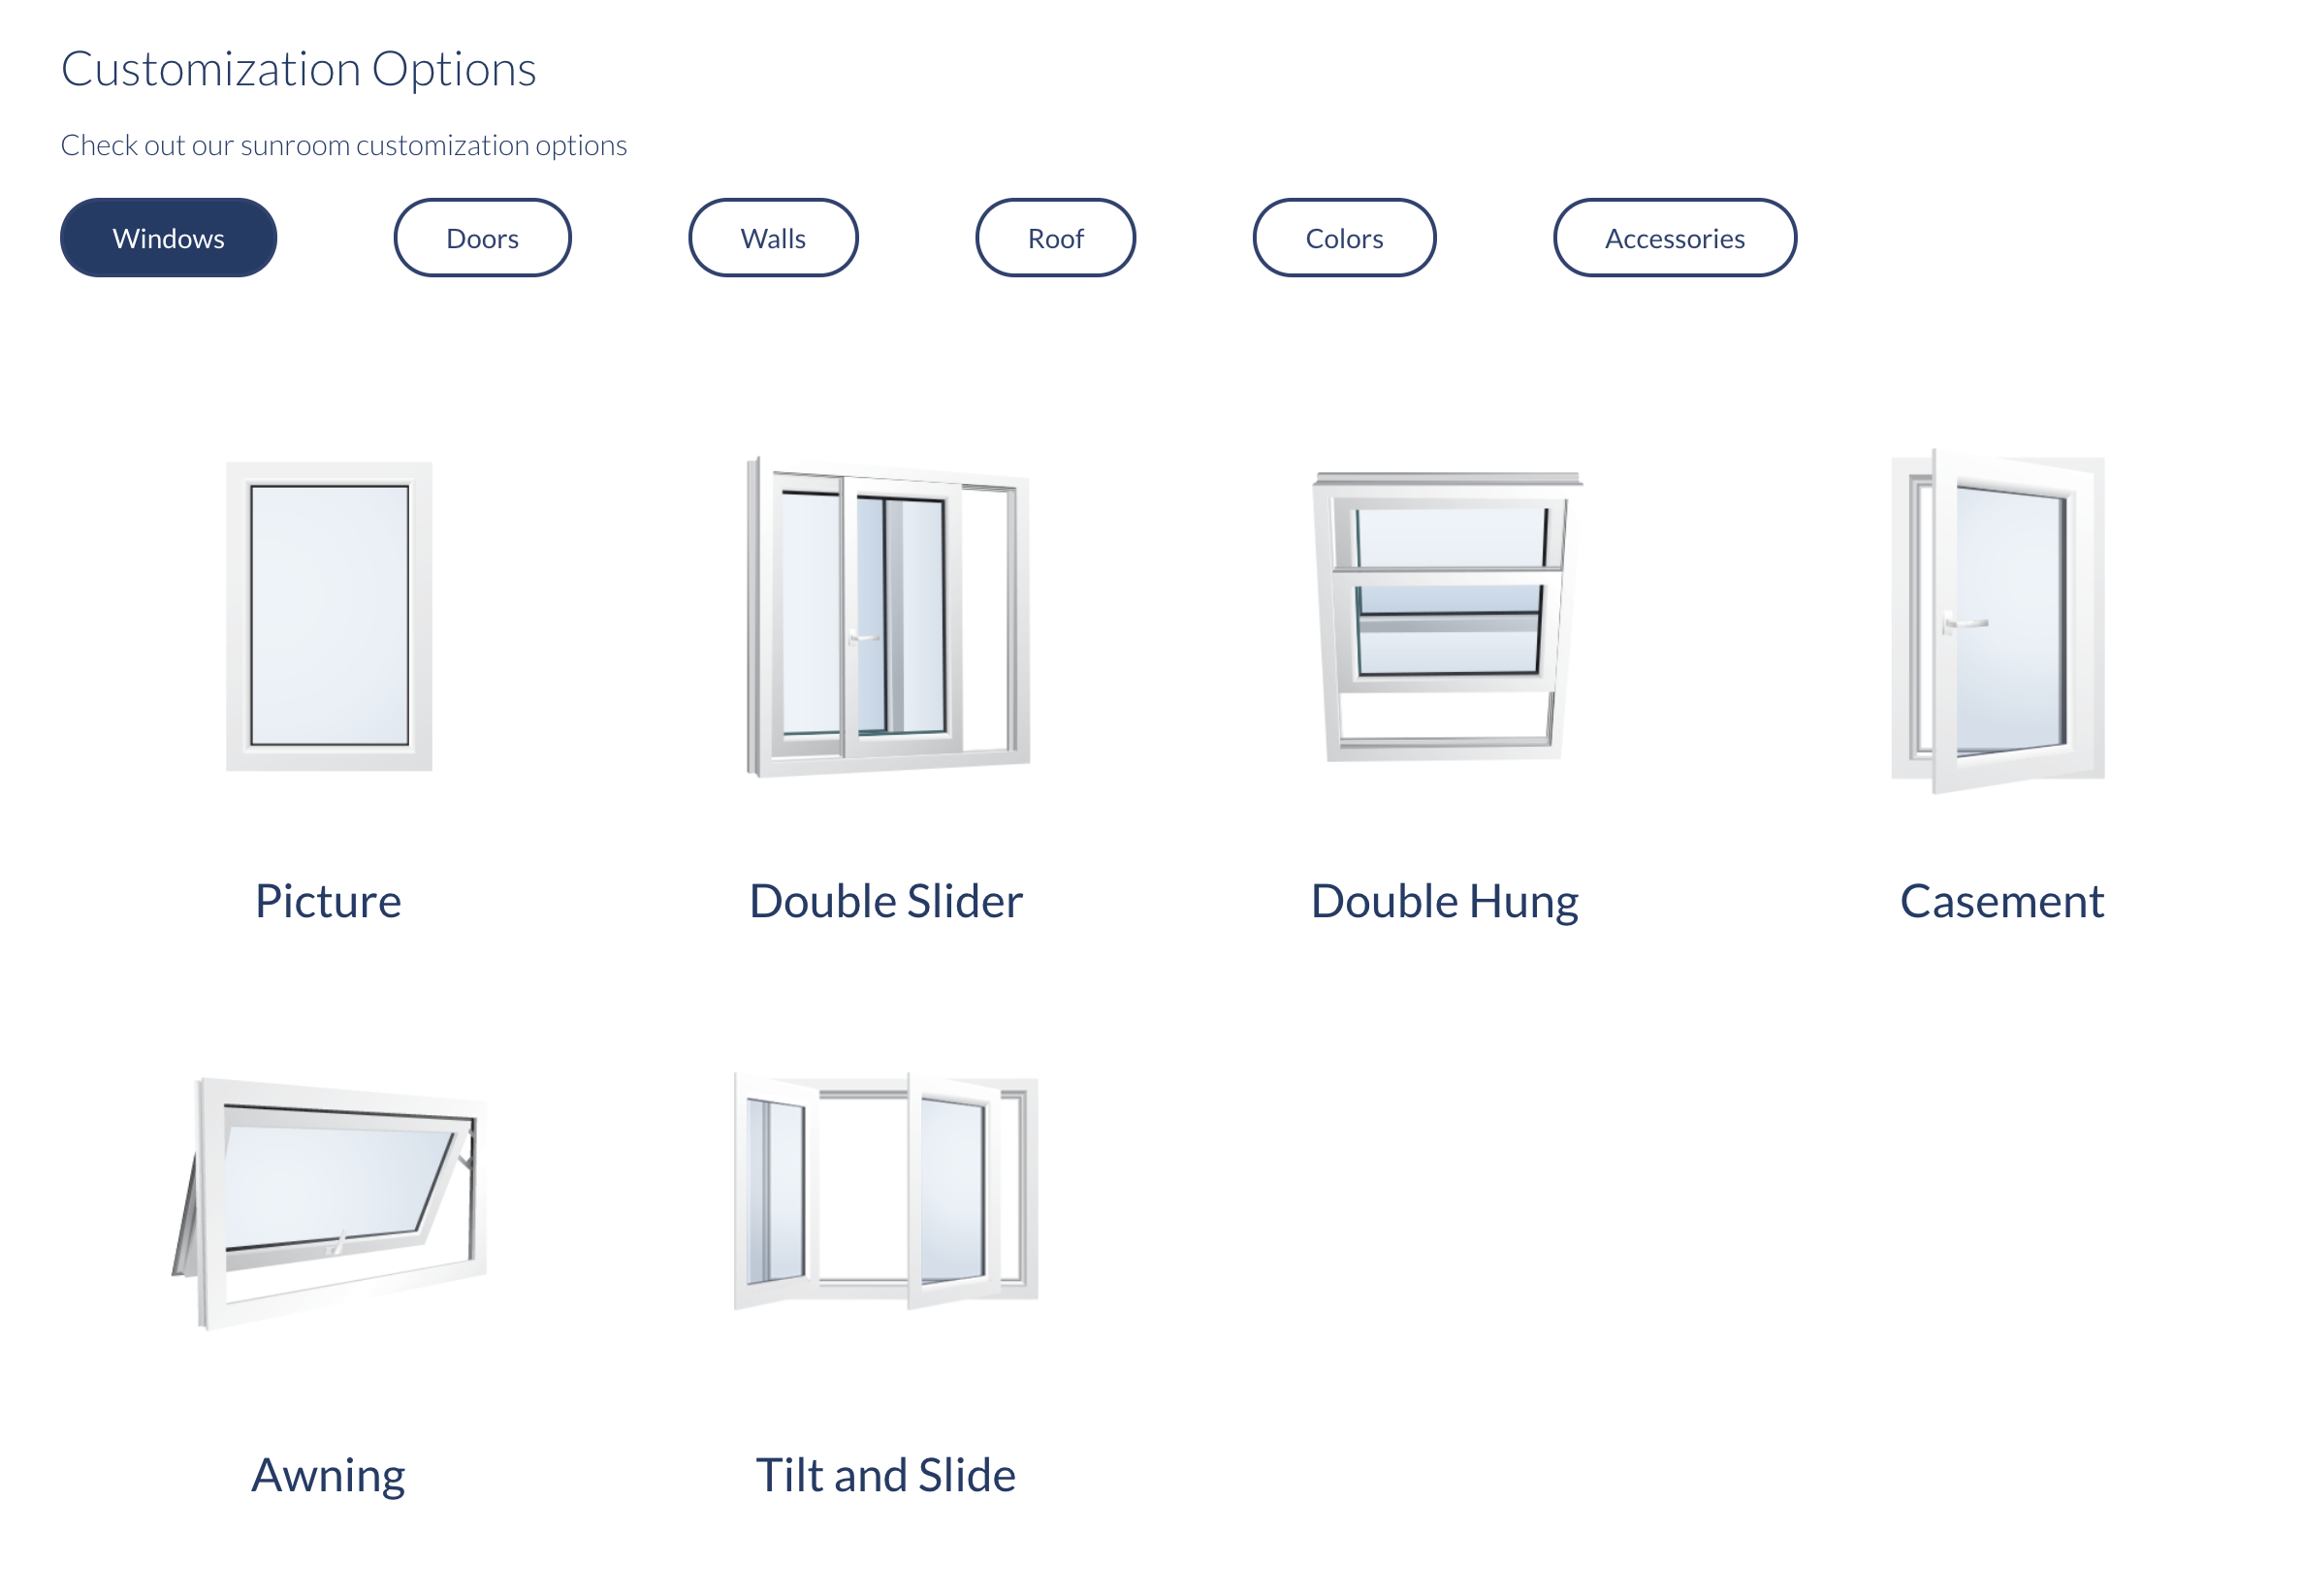 Customization Options
Check out our sunroom customization options
Windows Doors Walls Roof Colors Accessories
Picture Double Slider Double Hung Casement
Awning Tilt and Slide